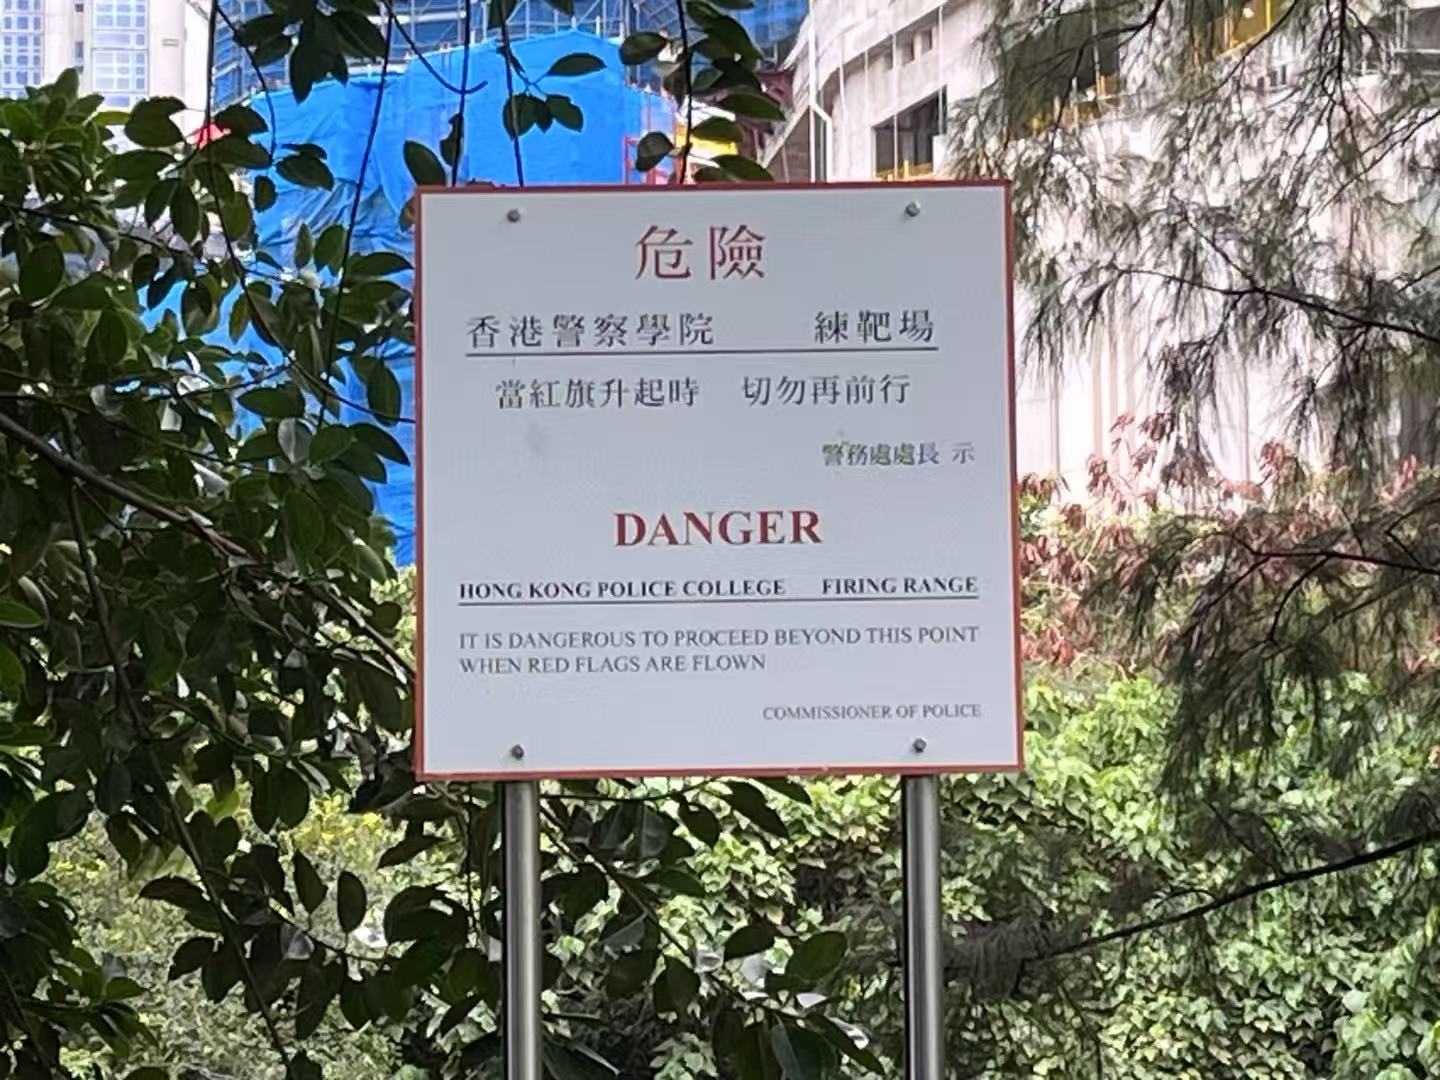 危險
香港警察學院 練靶場
當紅旗升起時 切勿再前行
警務處處長 示
DANGER
HONG KONG POLICE COLLEGE FIRING RANGE
IT IS DANGEROUS TO PROCEED BEYOND THIS POINT
WHEN RED FLAGS ARE FLOWN
COMMISSIONER OF POLICE